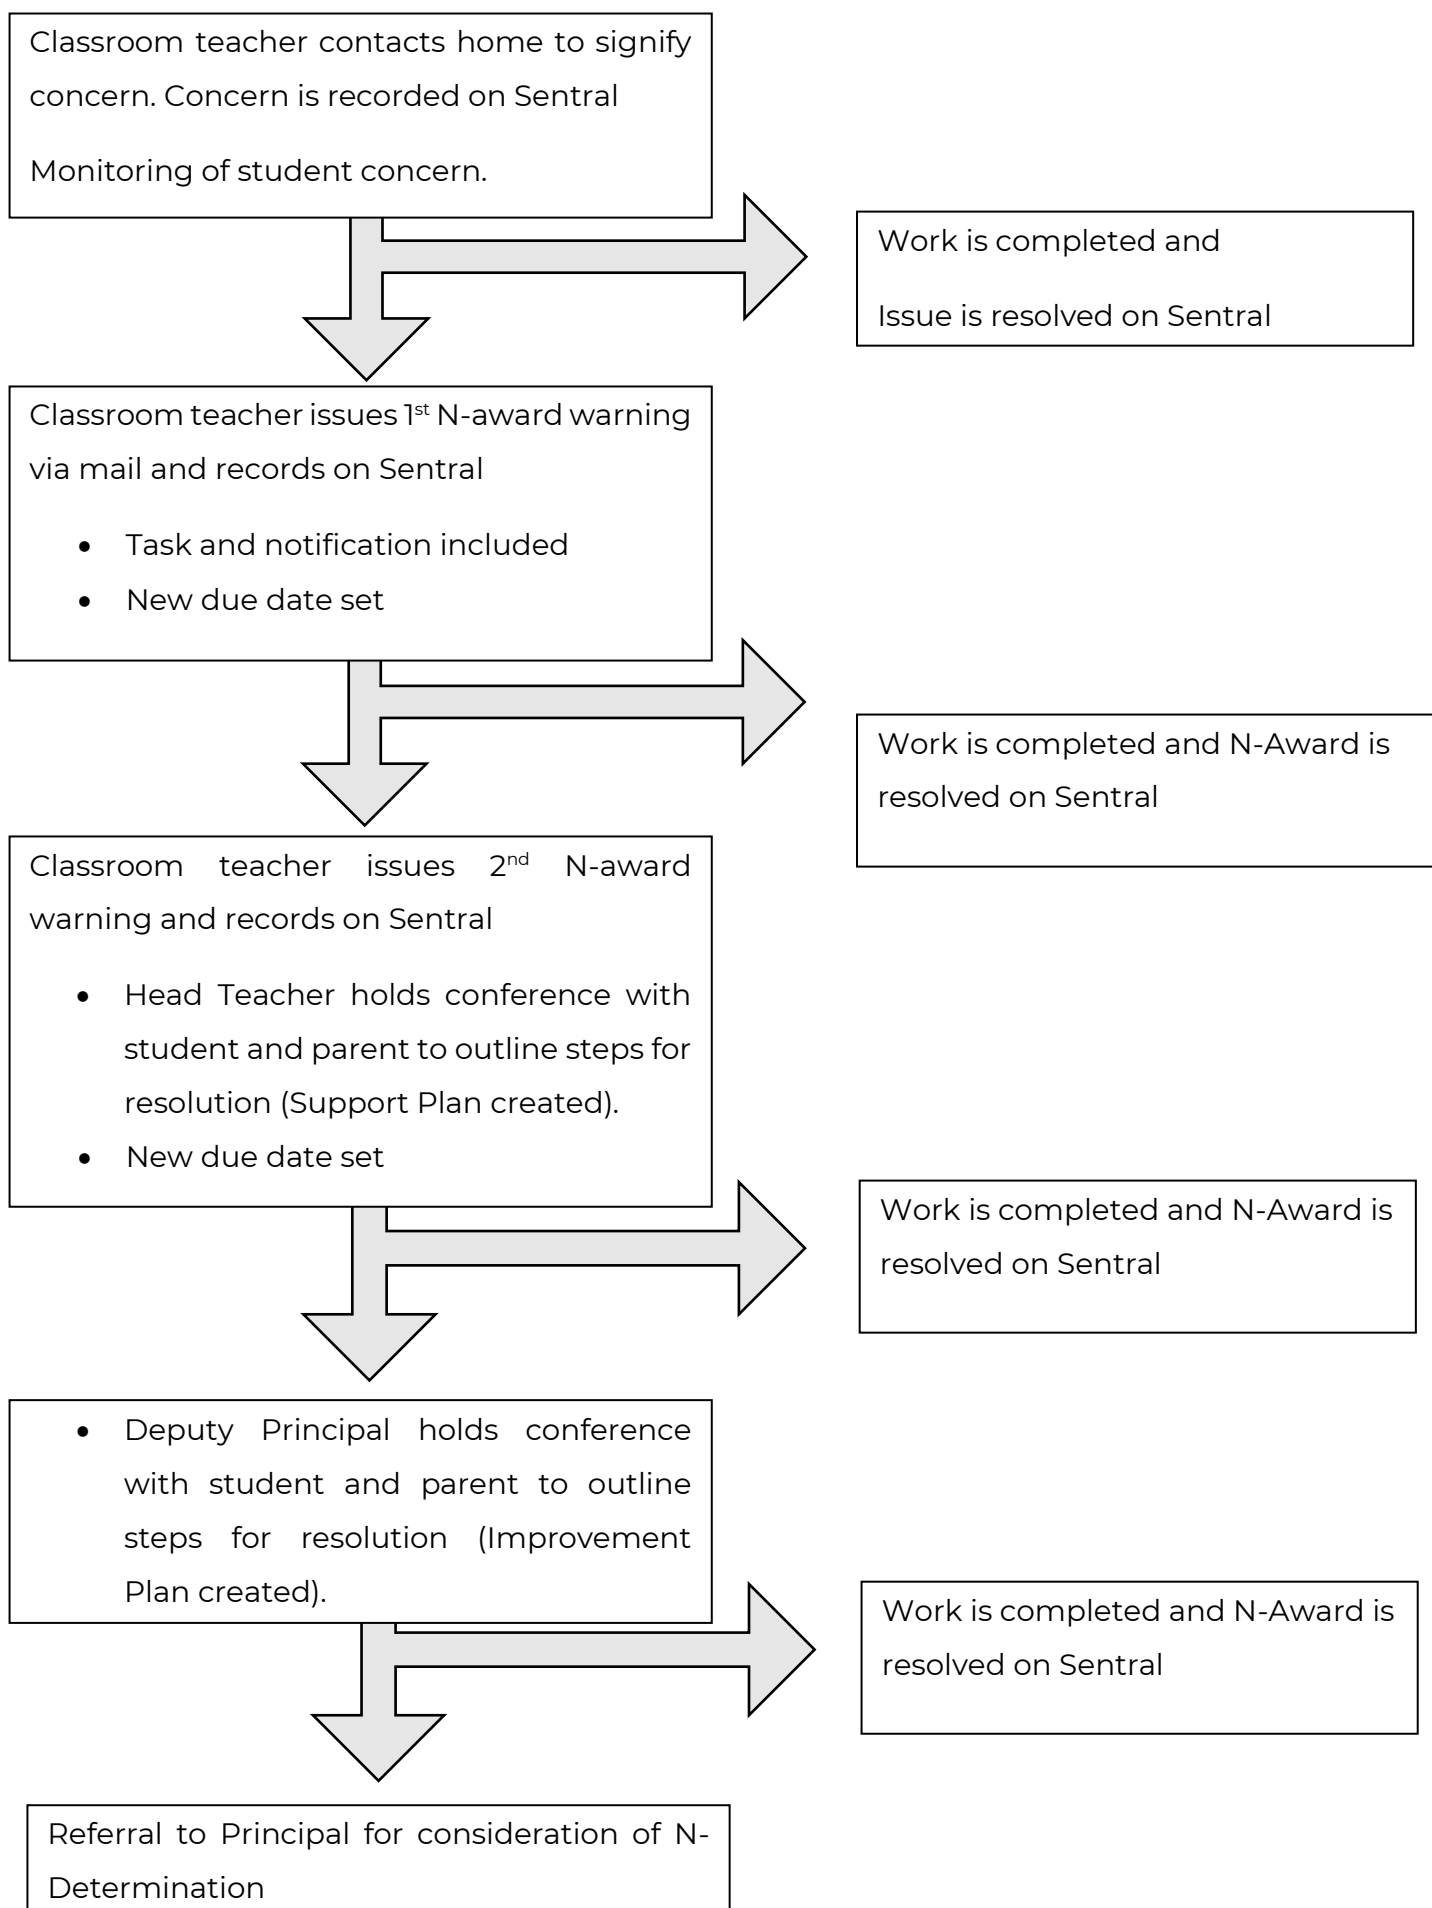 Classroom teacher contacts home to signify
concern. Concern is recorded on Sentral
Monitoring of student concern.
Work is completed and
Issue is resolved on Sentral
Classroom teacher issues 1st N-award warning
via mail and records on Sentral
• Task and notification included
• New due date set
Work is completed and N-Award is
resolved on Sentral
Classroom teacher issues 2nd N-award
warning and records on Sentral
• Head Teacher holds conference with
student and parent to outline steps for
resolution (Support Plan created).
• New due date set
Work is completed and N-Award is
resolved on Sentral
• Deputy Principal holds conference
with student and parent to outline
steps for resolution (Improvement
Plan created).
Work is completed and N-Award is
resolved on Sentral
Referral to Principal for consideration of N-
Determination